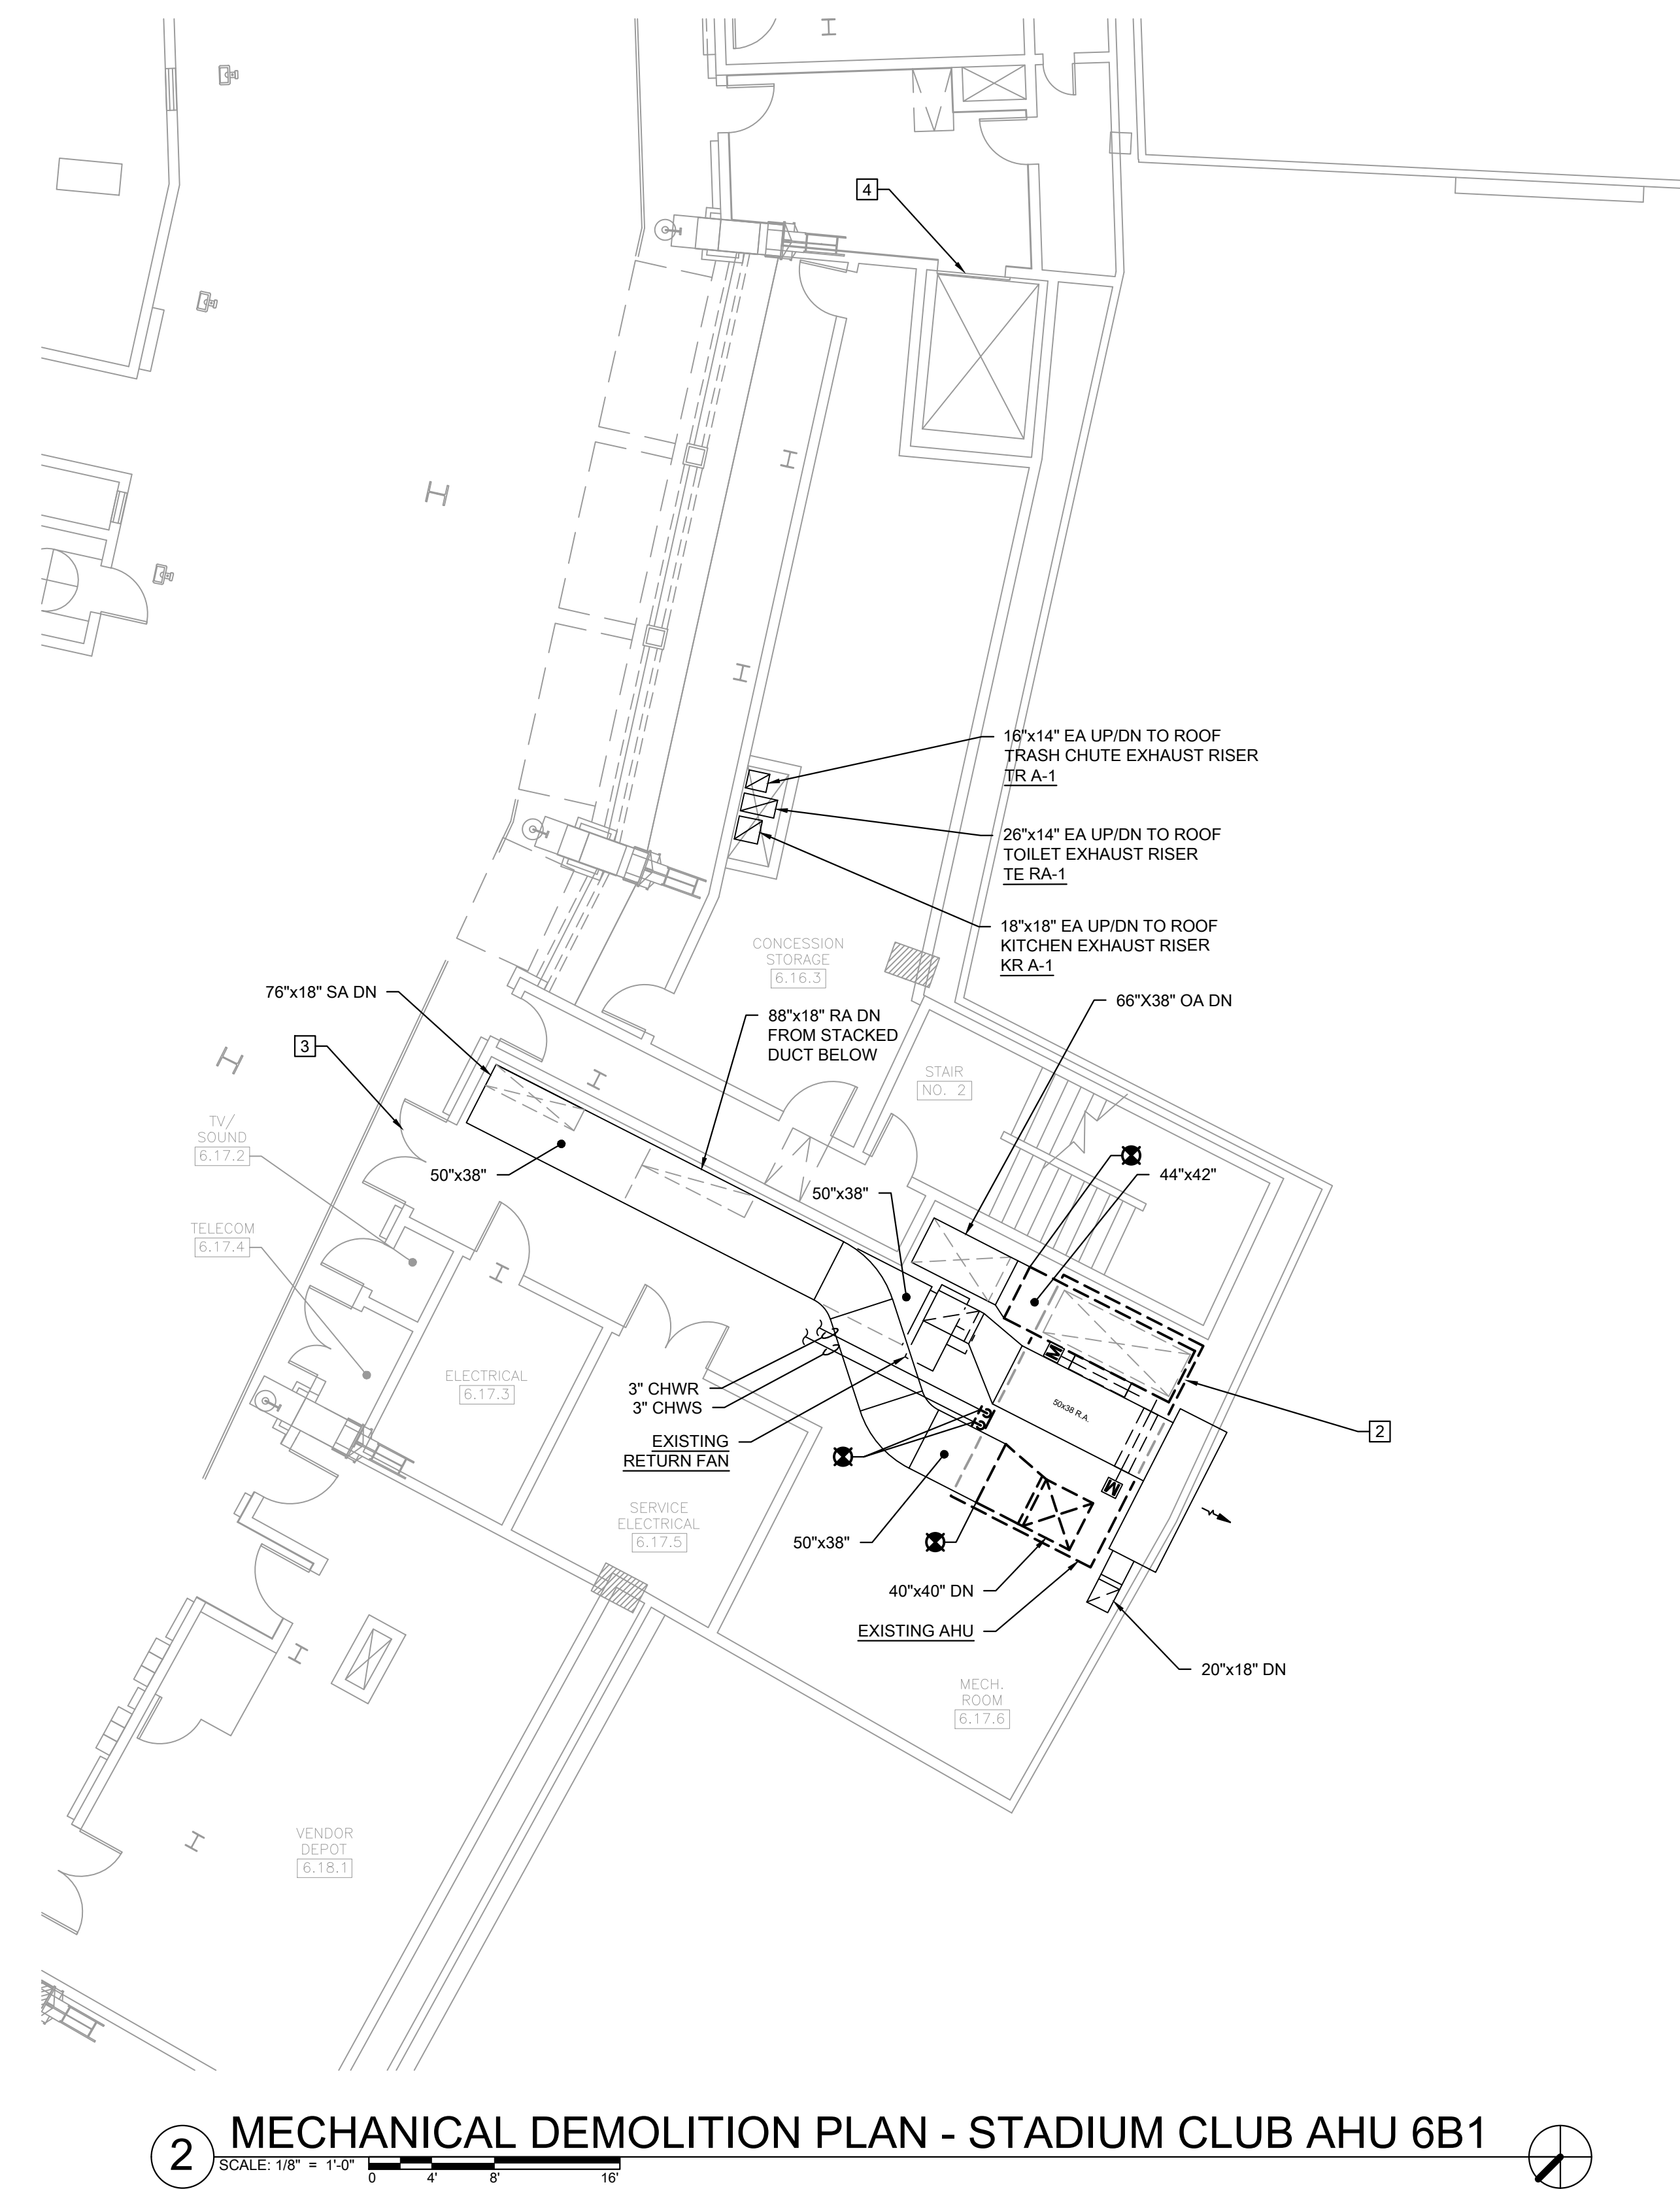 4
16"x14" EA UP/DN TO ROOF
TRASH CHUTE EXHAUST RISER
TR A-1
26"x14" EA UP/DN TO ROOF
TOILET EXHAUST RISER
TE RA-1
18"x18" EA UP/DN TO ROOF
KITCHEN EXHAUST RISER
KR A-1
CONCESSION
STORAGE
6.16.3
76"x18" SA DN
88"x18" RA DN
FROM STACKED
DUCT BELOW
66"X38" OA DN
3
STAIR
NO. 2
TV/
SOUND
6.17.2
50"x38"
50"x38"
44"x42"
TELECOM
6.17.4
ELECTRICAL
6.17.3
3" CHWR
3" CHWS
EXISTING
RETURN FAN
M
50x38 R.A.
2
M
SERVICE
ELECTRICAL
6.17.5
50"x38"
40"x40" DN
EXISTING AHU
20"x18" DN
MECH.
ROOM
6.17.6
VENDOR
DEPOT
6.18.1
2
MECHANICAL DEMOLITION PLAN - STADIUM CLUB AHU 6B1
SCALE: 1/8" = 1'-0"
0 4' 8' 16'